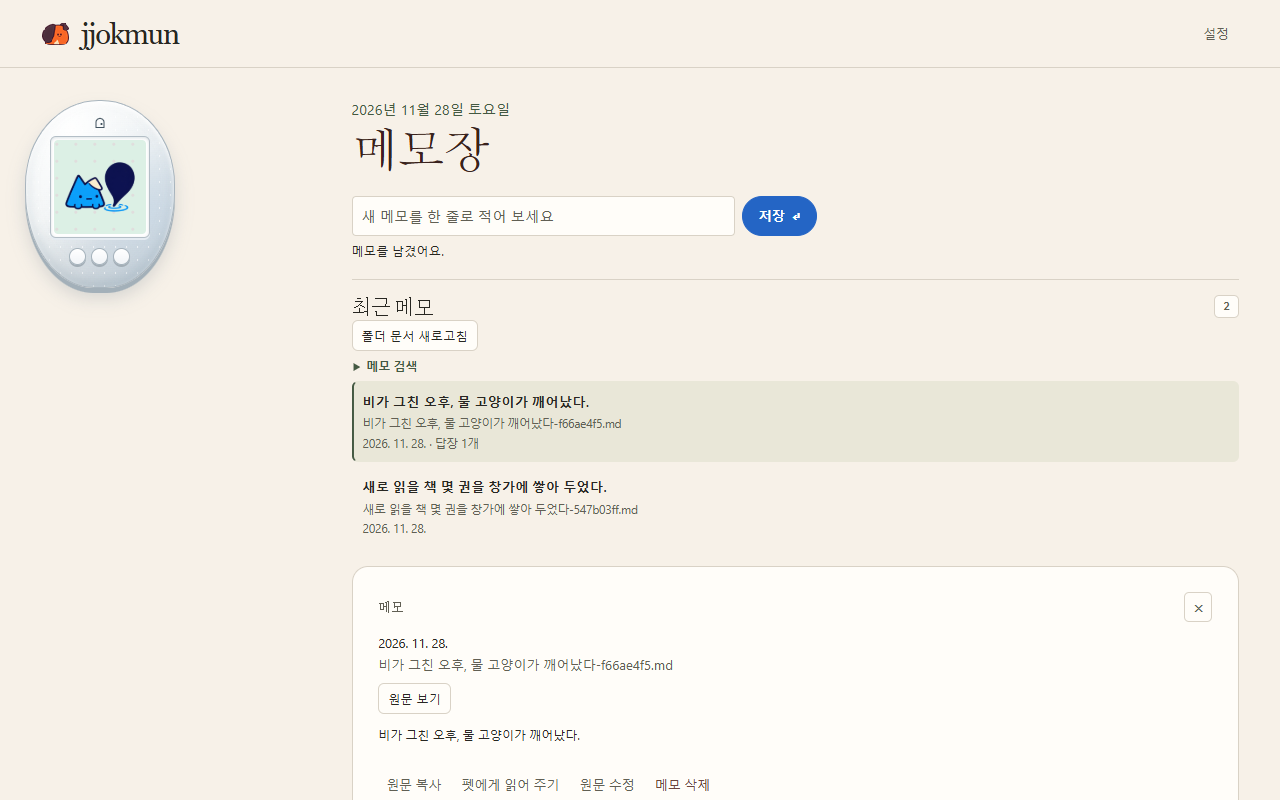 jjokmun
설정
2026년 11월 28일 토요일
메모장
새 메모를 한 줄로 적어 보세요
저장 ⏎
메모를 남겼어요.
최근 메모
2
폴더 문서 새로고침
▶ 메모 검색
비가 그친 오후, 물 고양이가 깨어났다.
비가 그친 오후, 물 고양이가 깨어났다-f66ae4f5.md
2026. 11. 28. · 답장 1개
새로 읽을 책 몇 권을 창가에 쌓아 두었다.
새로 읽을 책 몇 권을 창가에 쌓아 두었다-547b03ff.md
2026. 11. 28.
메모
×
2026. 11. 28.
비가 그친 오후, 물 고양이가 깨어났다-f66ae4f5.md
원문 보기
비가 그친 오후, 물 고양이가 깨어났다.
원문 복사 펫에게 읽어 주기 원문 수정 메모 삭제